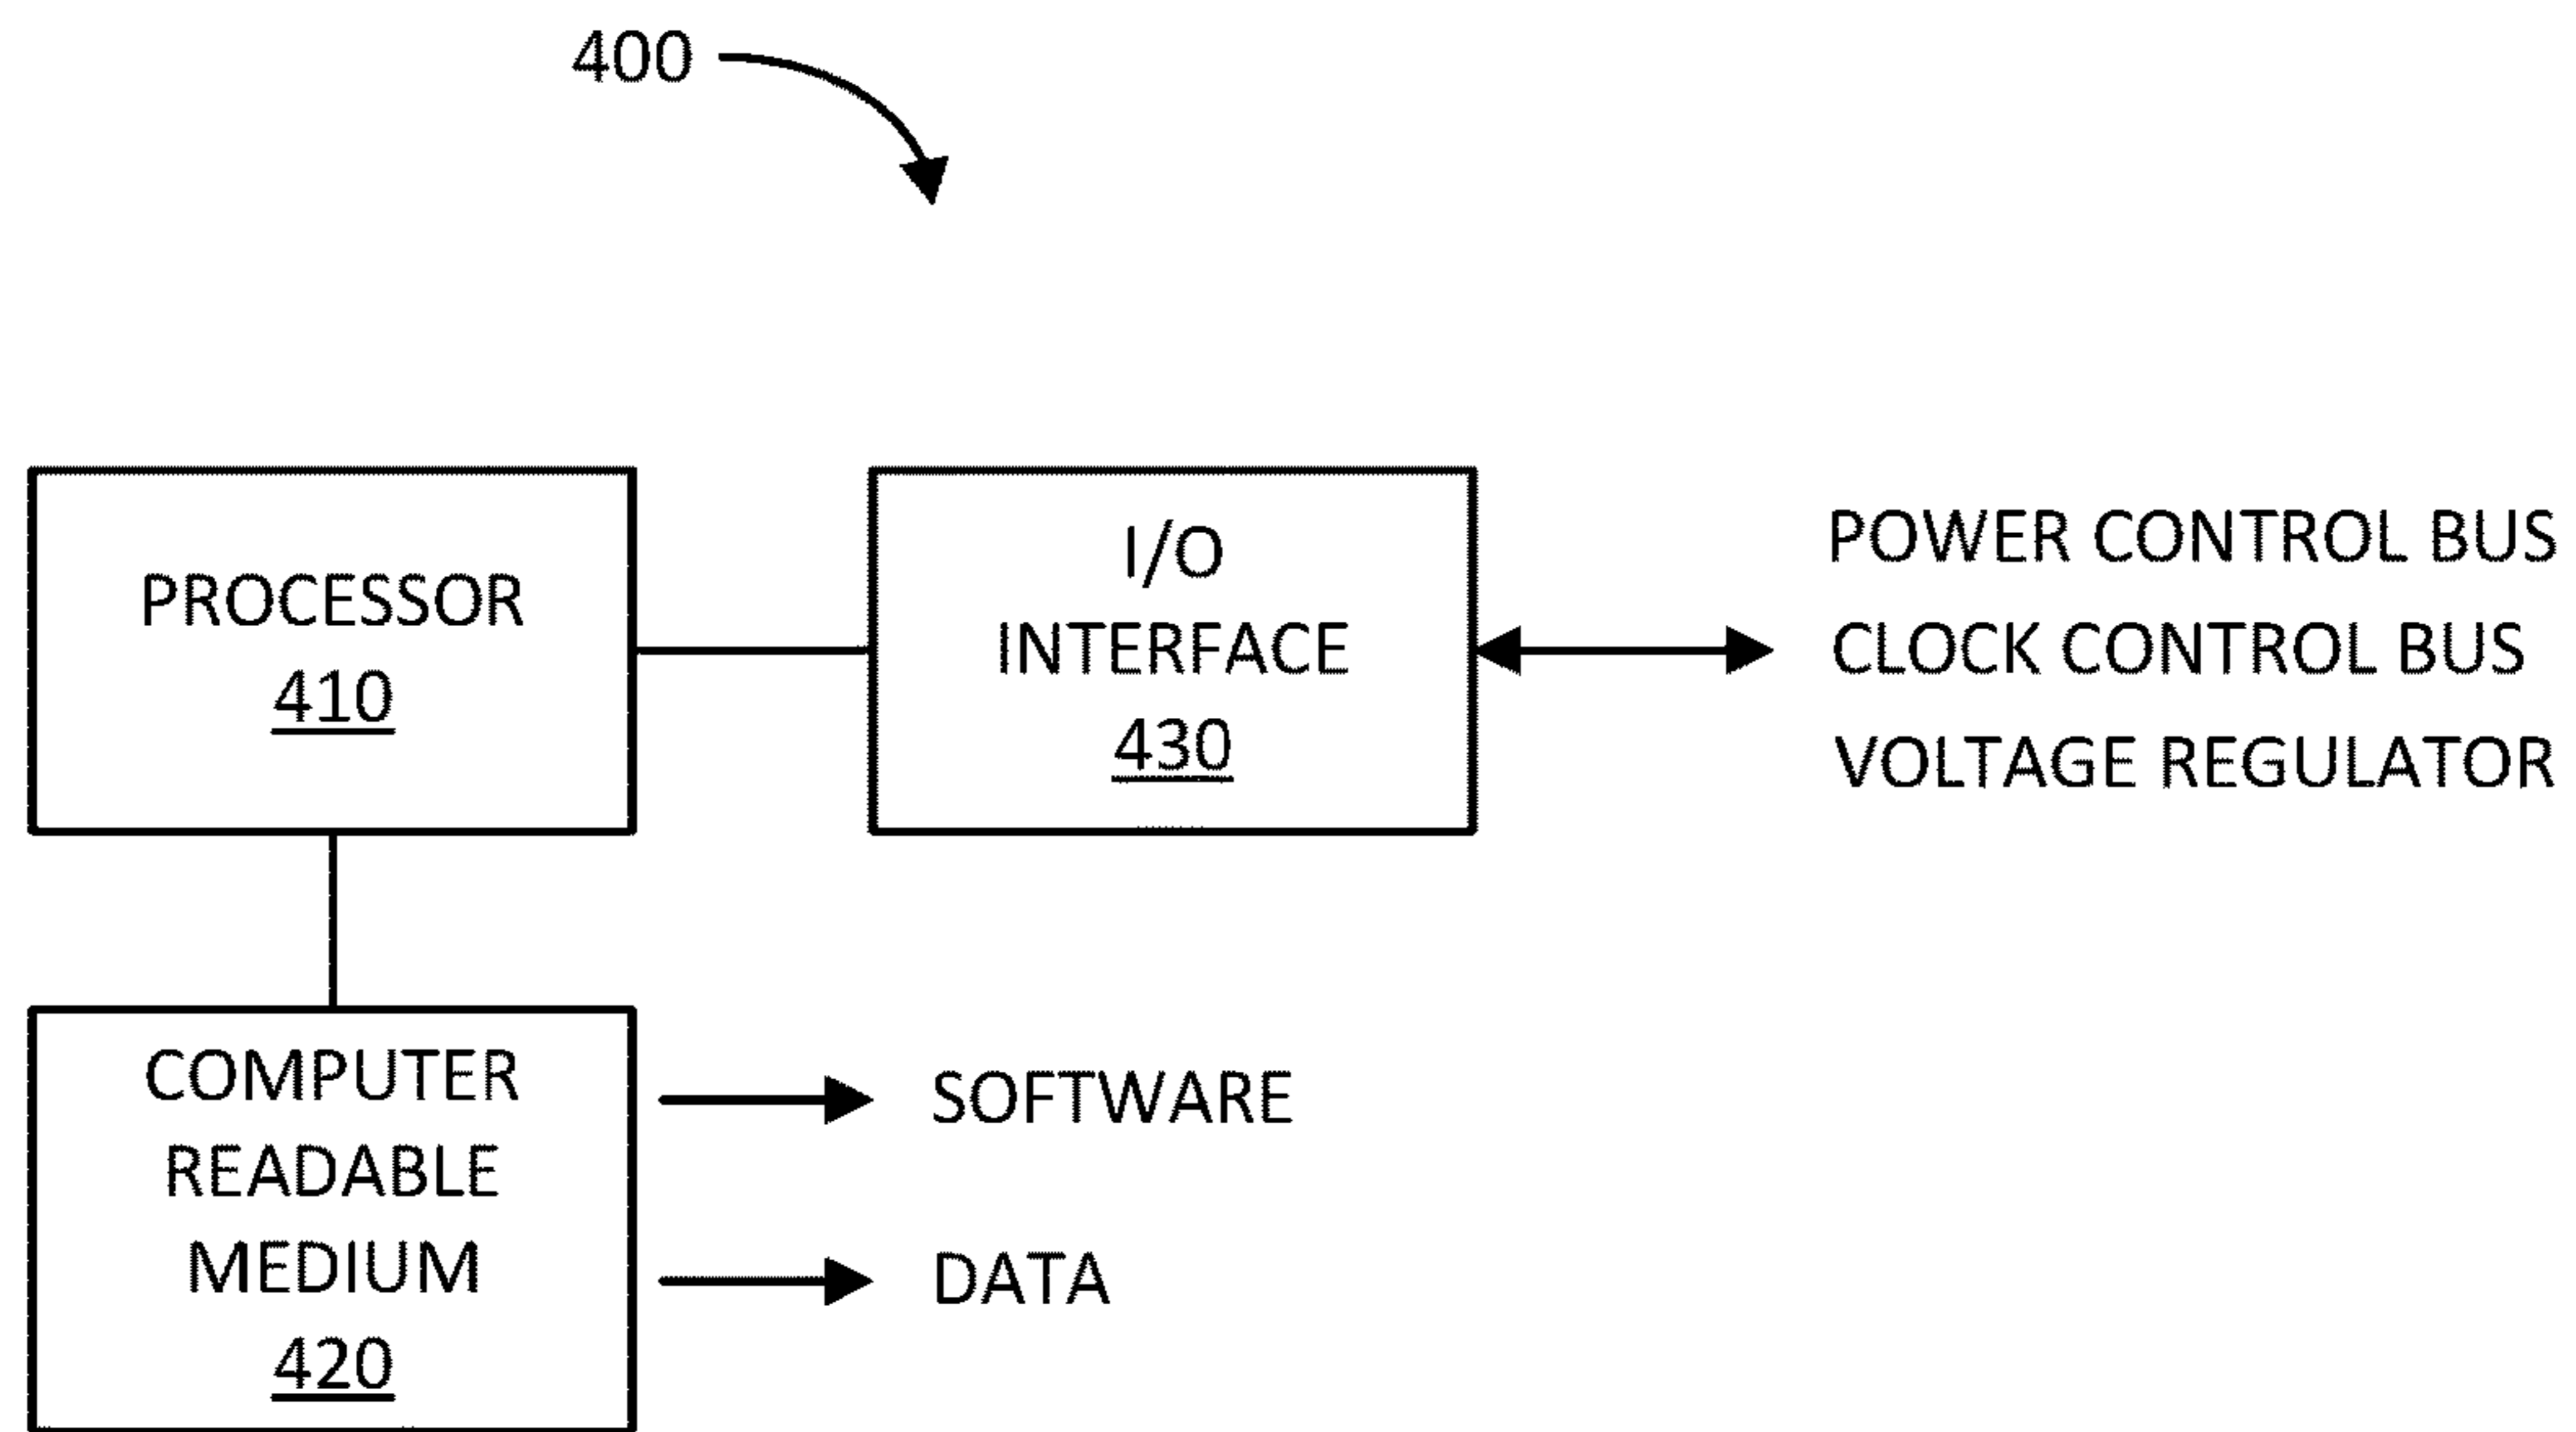 400
PROCESSOR
410
I/O
INTERFACE
430
POWER CONTROL BUS
CLOCK CONTROL BUS
VOLTAGE REGULATOR
COMPUTER
READABLE
MEDIUM
420
SOFTWARE
DATA